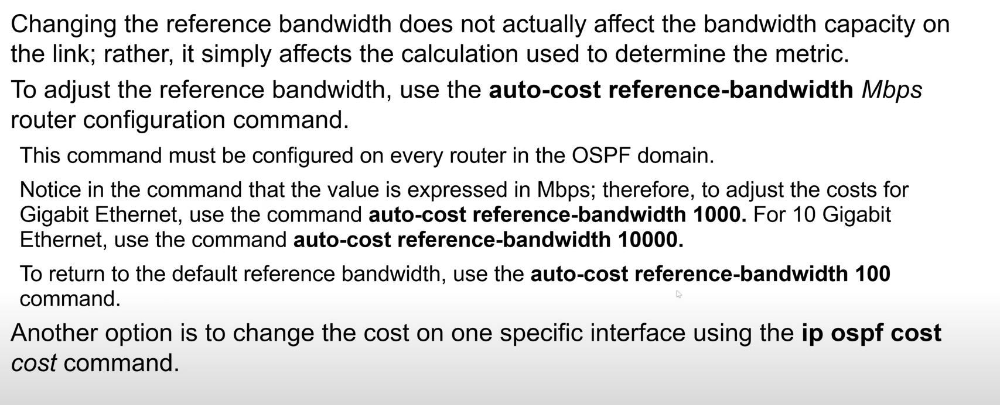 Changing the reference bandwidth does not actually affect the bandwidth capacity on
the link; rather, it simply affects the calculation used to determine the metric.
To adjust the reference bandwidth, use the auto-cost reference-bandwidth Mbps
router configuration command.
This command must be configured on every router in the OSPF domain.
Notice in the command that the value is expressed in Mbps; therefore, to adjust the costs for
Gigabit Ethernet, use the command auto-cost reference-bandwidth 1000. For 10 Gigabit
Ethernet, use the command auto-cost reference-bandwidth 10000.
To return to the default reference bandwidth, use the auto-cost reference-bandwidth 100
command.
Another option is to change the cost on one specific interface using the ip ospf cost
cost command.